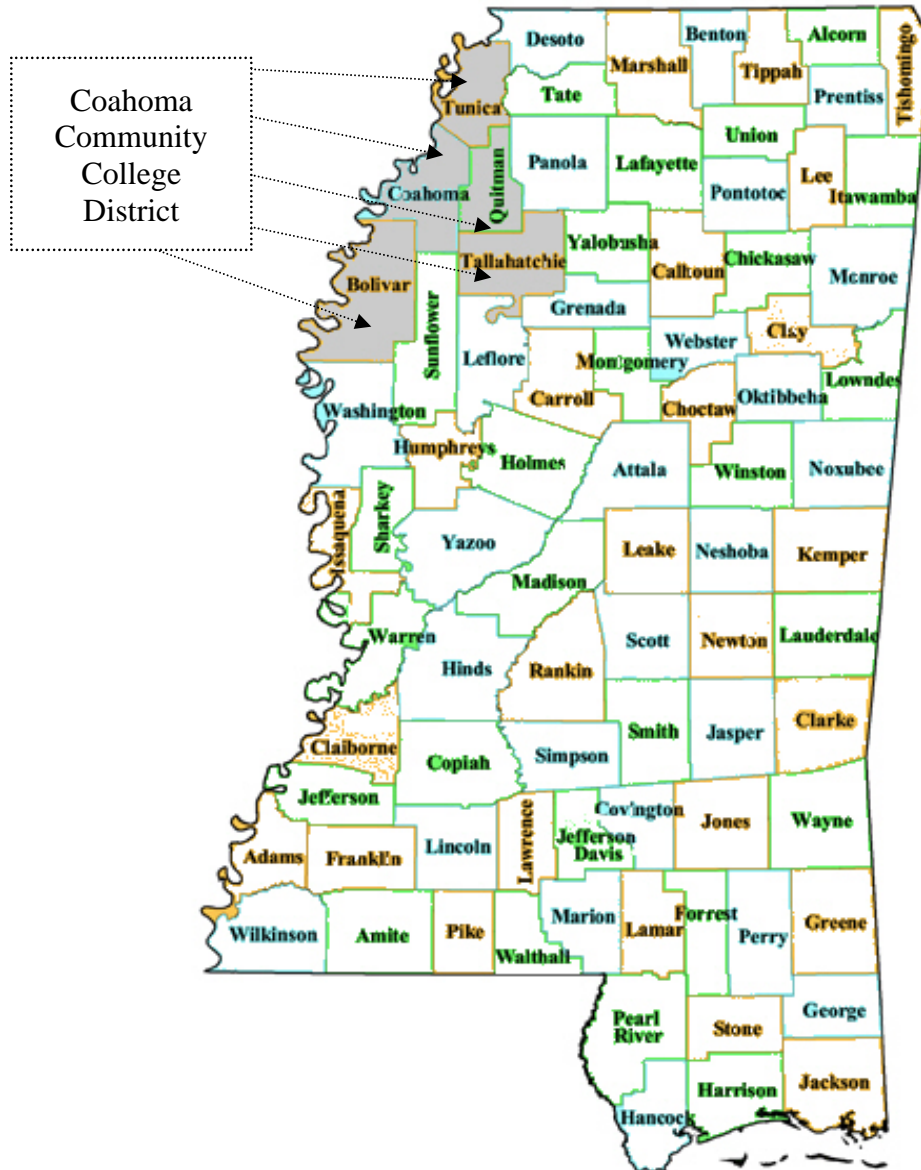 Coahoma
Community
College
District
Desoto
Benton
Alcorn
Tishomingo
Marshall
Tippah
Tunica
Tate
Prentiss
Union
Panola
Lafayette
Lee
Coahoma
Quitman
Pontotoc
Itawamba
Yalobusha
Tallahatchie
Chickasaw
Calhoun
Monroe
Bolivar
Grenada
Sunflower
Leflore
Webster
Clay
Montgomery
Lowndes
Carroll
Oktibbeha
Washington
Choctaw
Humphreys
Holmes
Attala
Winston
Noxubee
Issaquena
Sharkey
Yazoo
Leake
Neshoba
Kemper
Madison
Warren
Scott
Newton
Lauderdale
Hinds
Rankin
Claiborne
Smith
Jasper
Clarke
Copiah
Simpson
Jefferson
Lawrence
Covington
Jones
Wayne
Jefferson
Davis
Adams
Franklin
Lincoln
Wilkinson
Amite
Pike
Walthall
Marion
Lamar
Forrest
Perry
Greene
George
Pearl
River
Stone
Jackson
Harrison
Hancock